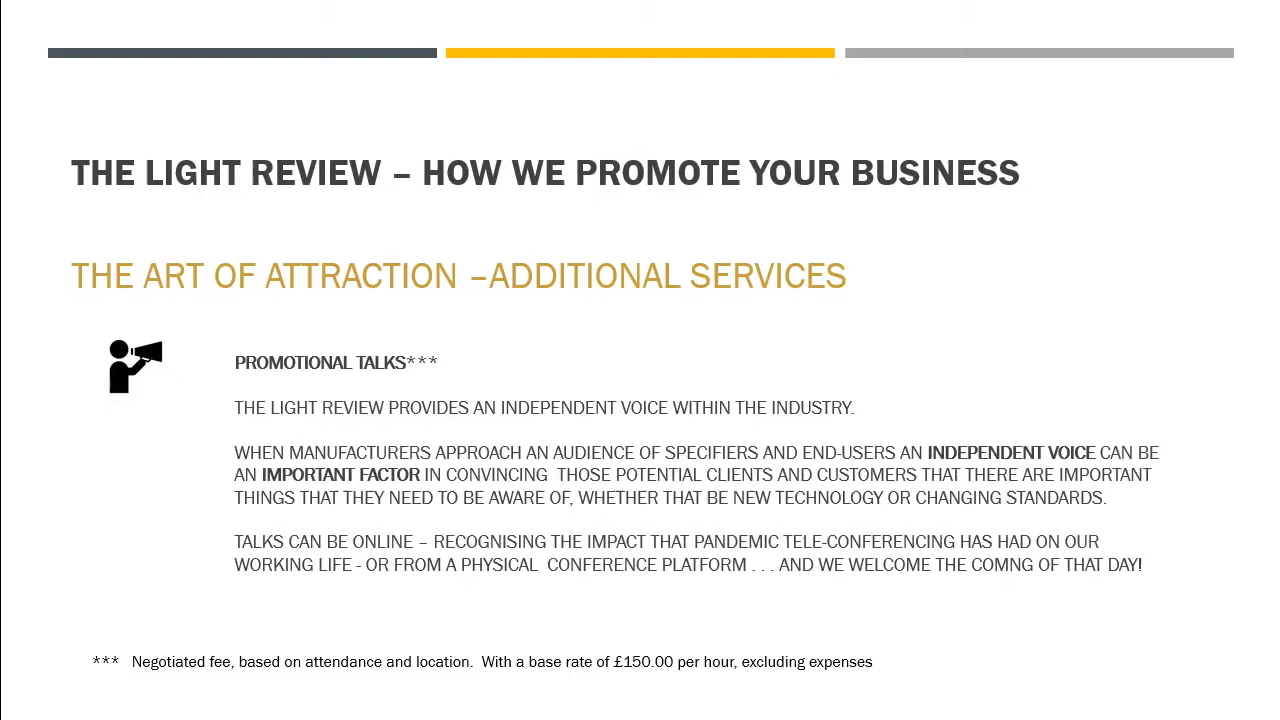 THE LIGHT REVIEW – HOW WE PROMOTE YOUR BUSINESS
THE ART OF ATTRACTION –ADDITIONAL SERVICES
PROMOTIONAL TALKS***
THE LIGHT REVIEW PROVIDES AN INDEPENDENT VOICE WITHIN THE INDUSTRY.
WHEN MANUFACTURERS APPROACH AN AUDIENCE OF SPECIFIERS AND END-USERS AN INDEPENDENT VOICE CAN BE
AN IMPORTANT FACTOR IN CONVINCING  THOSE POTENTIAL CLIENTS AND CUSTOMERS THAT THERE ARE IMPORTANT
THINGS THAT THEY NEED TO BE AWARE OF, WHETHER THAT BE NEW TECHNOLOGY OR CHANGING STANDARDS.
TALKS CAN BE ONLINE – RECOGNISING THE IMPACT THAT PANDEMIC TELE-CONFERENCING HAS HAD ON OUR
WORKING LIFE - OR FROM A PHYSICAL  CONFERENCE PLATFORM . . . AND WE WELCOME THE COMNG OF THAT DAY!
***   Negotiated fee, based on attendance and location.  With a base rate of £150.00 per hour, excluding expenses